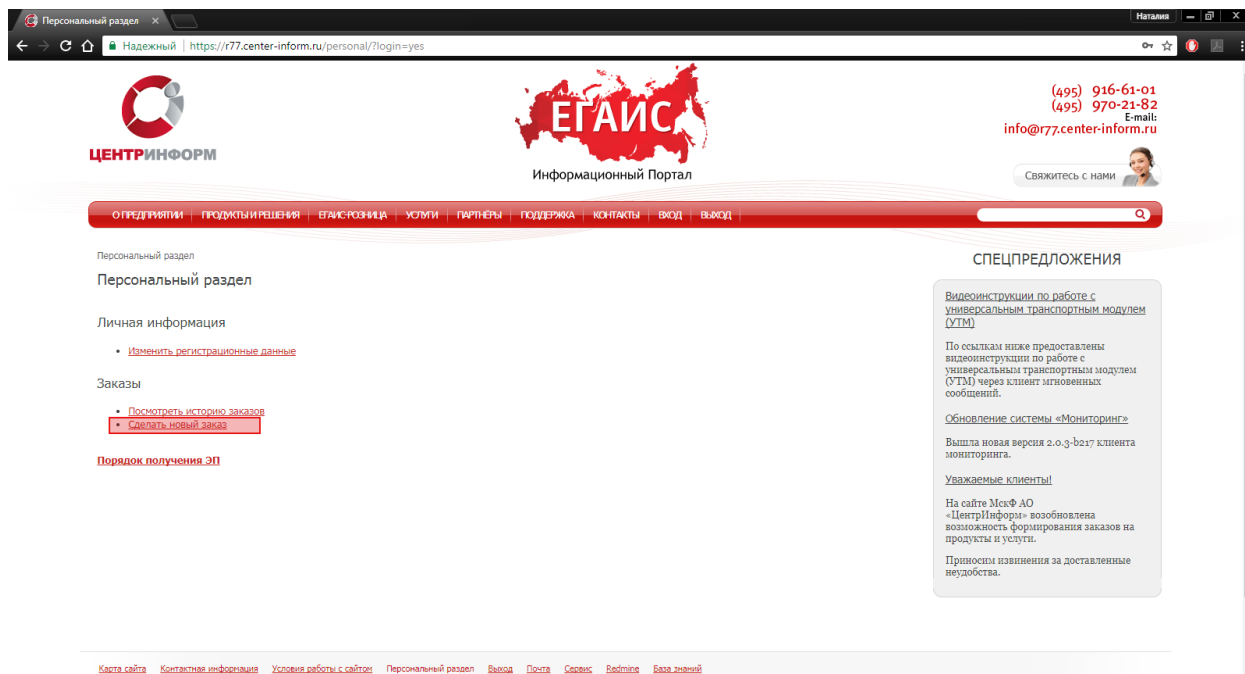 Персональный раздел
Наталия
Надежный | https://r77.center-inform.ru/personal/?login=yes
ЦЕНТРИНФОРМ
ЕГАИС
Информационный Портал
(495) 916-61-01
(495) 970-21-82
E-mail:
info@r77.center-inform.ru
Свяжитесь с нами
О ПРЕДПРИЯТИИ ПРОДУКТЫ И РЕШЕНИЯ ЕГАИС-РОЗНИЦА УСЛУГИ ПАРТНЁРЫ ПОДДЕРЖКА КОНТАКТЫ ВХОД ВЫХОД
Персональный раздел
Персональный раздел
Личная информация
Изменить регистрационные данные
Заказы
Посмотреть историю заказов
Сделать новый заказ
Порядок получения ЭП
СПЕЦПРЕДЛОЖЕНИЯ
Видеоинструкции по работе с
универсальным транспортным модулем
(УТМ)
По ссылкам ниже предоставлены
видеоинструкции по работе с
универсальным транспортным модулем
(УТМ) через клиент мгновенных
сообщений.
Обновление системы «Мониторинг»
Вышла новая версия 2.0.3-b217 клиента
мониторинга.
Уважаемые клиенты!
На сайте МскФ АО
«ЦентрИнформ» возобновлена
возможность формирования заказов на
продукты и услуги.
Приносим извинения за доставленные
неудобства.
Карта сайта Контактная информация Условия работы с сайтом Персональный раздел Выход Почта Сервис Redmine База знаний